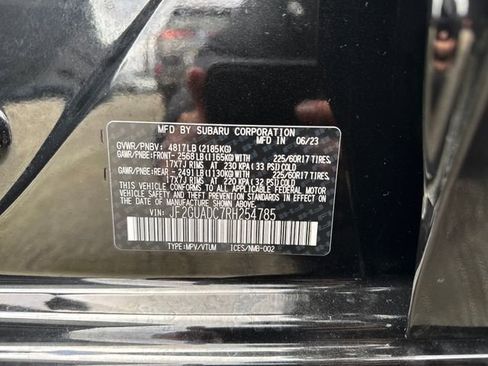 MFD BY SUBARU CORPORATION
MFD IN 06/23
GVWR/PNBV: 4817LB (2185KG)
GAWR/PNBE:FRONT- 2568LB(1165KG)WITH 225/60R17 TIRES.
17X7J RIMS AT 230 KPA(33 PSI)COLD
GAWR/PNBE:REAR - 2491LB(1130KG)WITH 225/60R17 TIRES.
17X7J RIMS AT 220 KPA(32 PSI)COLD
THIS VEHICLE CONFORMS TO ALL APPLICABLE FEDERAL MOTOR
VEHICLE SAFETY STANDARDS IN EFFECT ON THE
DATE OF MANUFACTURE SHOWN ABOVE.
VIN: JF2GUADC7RH254785
TYPE:MPV/VTUM ICES/NMB-002